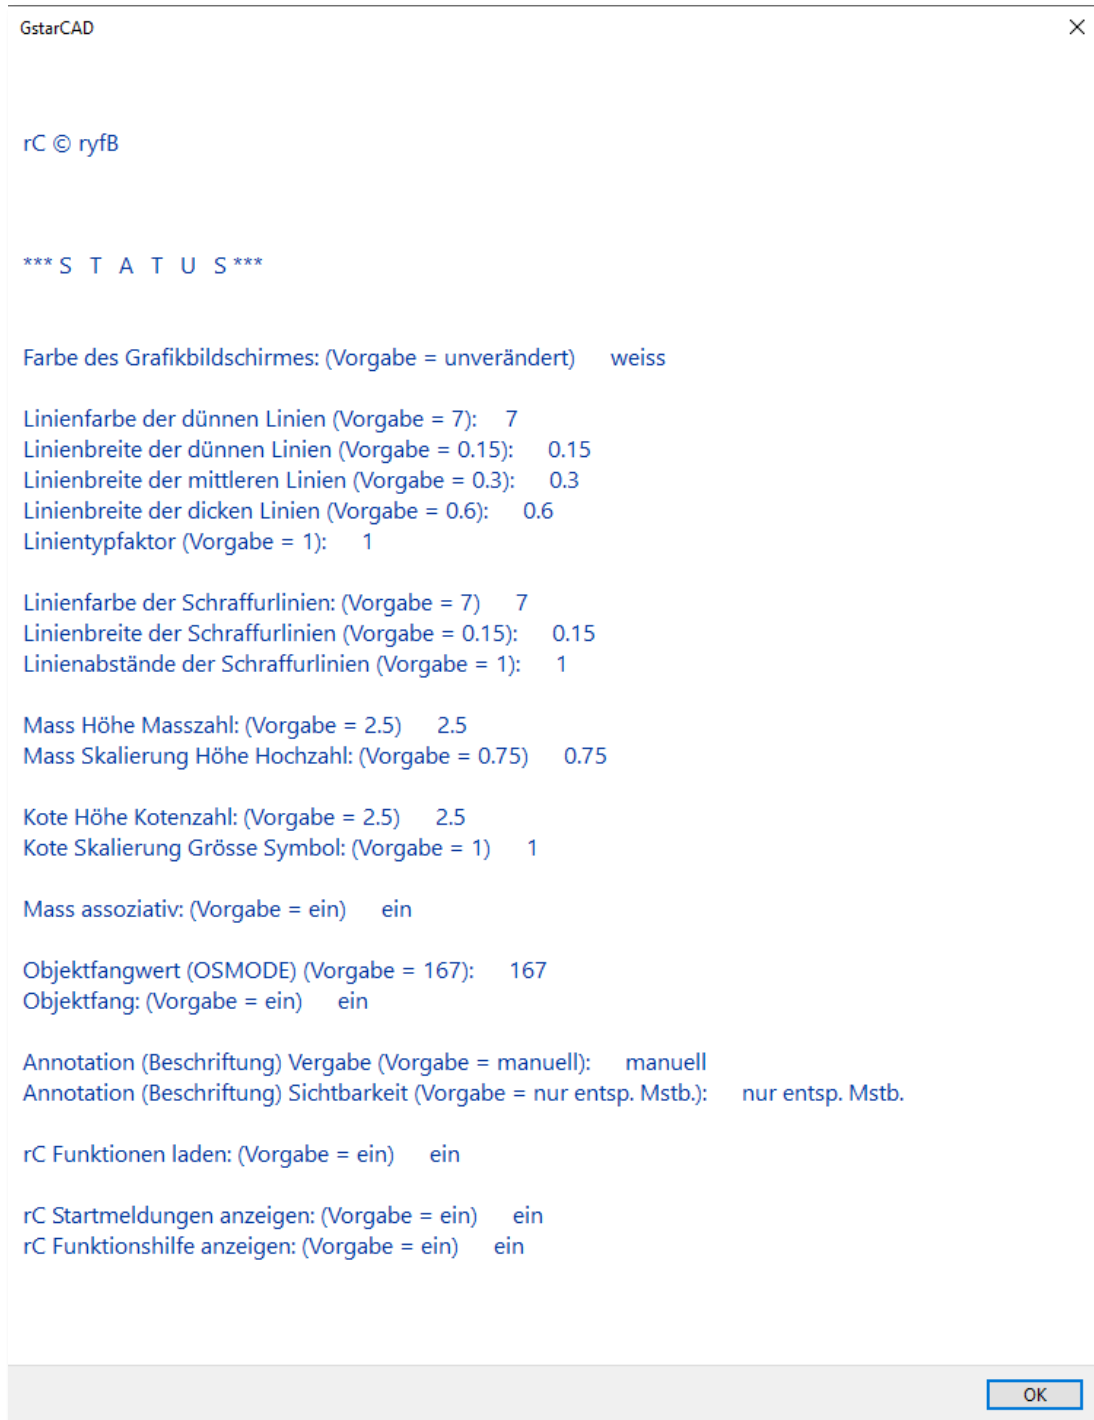 GstarCAD
rC © ryfB
*** S T A T U S ***
Farbe des Grafikbildschirmes: (Vorgabe = unverändert) weiss
Linienfarbe der dünnen Linien (Vorgabe = 7): 7
Linienbreite der dünnen Linien (Vorgabe = 0.15): 0.15
Linienbreite der mittleren Linien (Vorgabe = 0.3): 0.3
Linienbreite der dicken Linien (Vorgabe = 0.6): 0.6
Linientypfaktor (Vorgabe = 1): 1
Linienfarbe der Schraffurlinien: (Vorgabe = 7) 7
Linienbreite der Schraffurlinien (Vorgabe = 0.15): 0.15
Linienabstände der Schraffurlinien (Vorgabe = 1): 1
Mass Höhe Masszahl: (Vorgabe = 2.5) 2.5
Mass Skalierung Höhe Hochzahl: (Vorgabe = 0.75) 0.75
Kote Höhe Kotenzahl: (Vorgabe = 2.5) 2.5
Kote Skalierung Grösse Symbol: (Vorgabe = 1) 1
Mass assoziativ: (Vorgabe = ein) ein
Objektfangwert (OSMODE) (Vorgabe = 167): 167
Objektfang: (Vorgabe = ein) ein
Annotation (Beschriftung) Vergabe (Vorgabe = manuell): manuell
Annotation (Beschriftung) Sichtbarkeit (Vorgabe = nur entsp. Mstb.): nur entsp. Mstb.
rC Funktionen laden: (Vorgabe = ein) ein
rC Startmeldungen anzeigen: (Vorgabe = ein) ein
rC Funktionshilfe anzeigen: (Vorgabe = ein) ein
OK